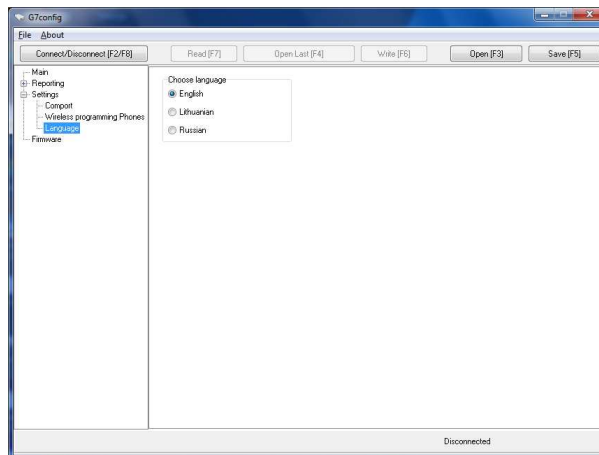 G7config
File About
Connect/Disconnect [F2/F8] Read [F7] Open Last [F4] Write [F6] Open [F3] Save [F5]
Main
Reporting
Settings
Comport
Wireless programming Phones
Language
Firmware
Choose language
English
Lithuanian
Russian
Disconnected